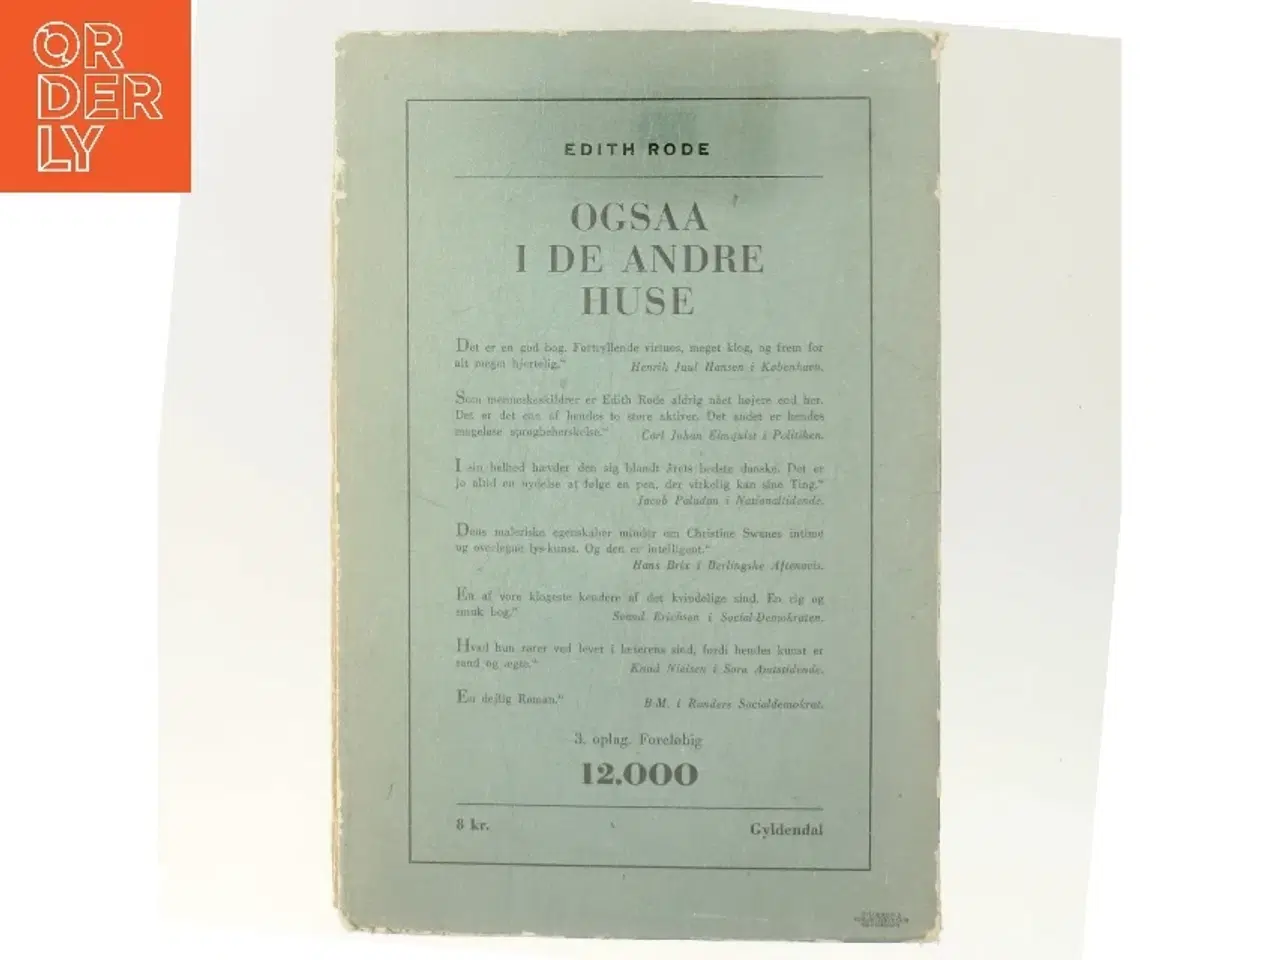 ORDERLY
EDITH RODE
OGSAA
I DE ANDRE
HUSE
Det er en god bog. Fortryllende virtuos, meget klog, og frem for
alt meget hjertelig."
Henrik Juul Hansen i København.
Som menneskeskildrer er Edith Rode aldrig nået højere end her.
Det er det ene af hendes to store aktiver. Det andet er hendes
mageløse sprogbeherskelse."
Carl Johan Elmquist i Politiken.
I sin helhed hævder den sig blandt årets bedste danske. Det er
jo altid en nydelse at følge en pen, der virkelig kan sine Ting."
Jacob Paludan i Nationaltidende.
Dens maleriske egenskaber minder om Christine Swanes intime
og overlegne lys-kunst. Og den er intelligent."
Hans Brix i Berlingske Aftenavis.
En af vore klogeste kendere af det kvindelige sind. En rig og
smuk bog."
Svend Erichsen i Social-Demokraten.
Hvad hun rører ved lever i læserens sind, fordi hendes kunst er
sand og ægte."
Knud Nielsen i Sorø Amtstidende.
En dejlig Roman."
B.M. i Randers Socialdemokrat.
3. oplag. Foreløbig
12.000
8 kr.
Gyldendal